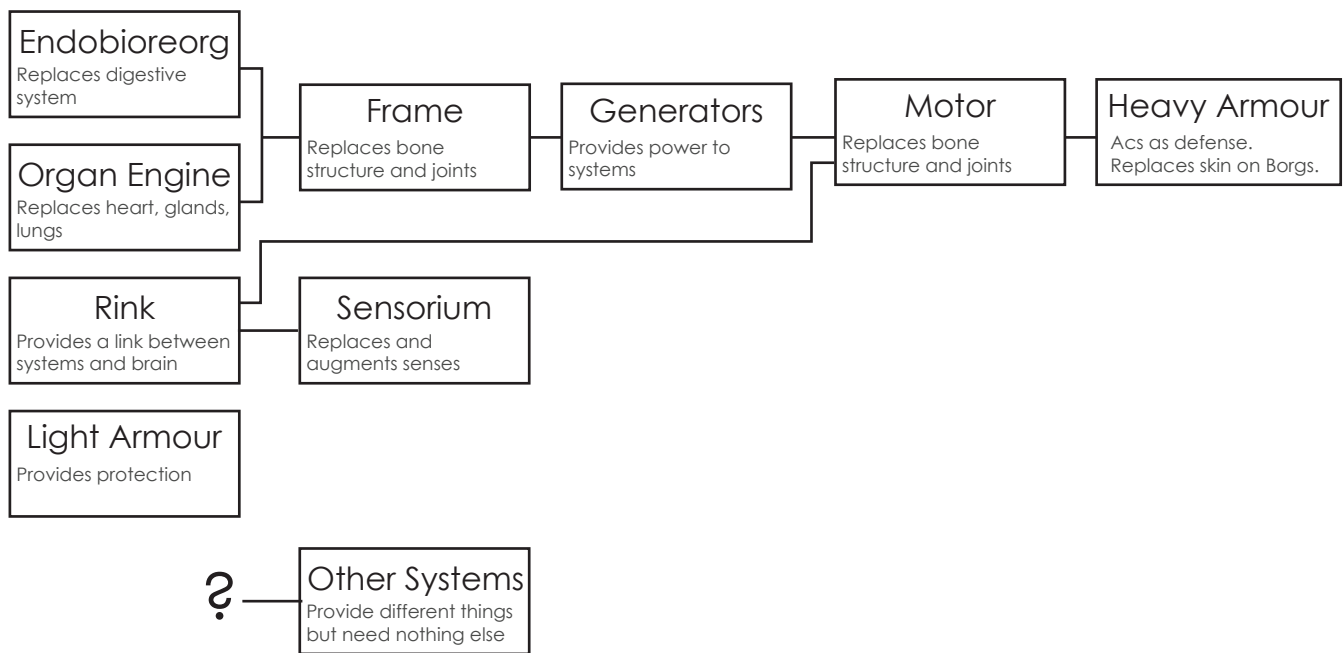 Endobioreorg
Replaces digestive
system
Frame
Replaces bone
structure and joints
Generators
Provides power to
systems
Motor
Replaces bone
structure and joints
Heavy Armour
Acs as defense.
Replaces skin on Borgs.
Organ Engine
Replaces heart, glands,
lungs
Rink
Provides a link between
systems and brain
Sensorium
Replaces and
augments senses
Light Armour
Provides protection
?
Other Systems
Provide different things
but need nothing else